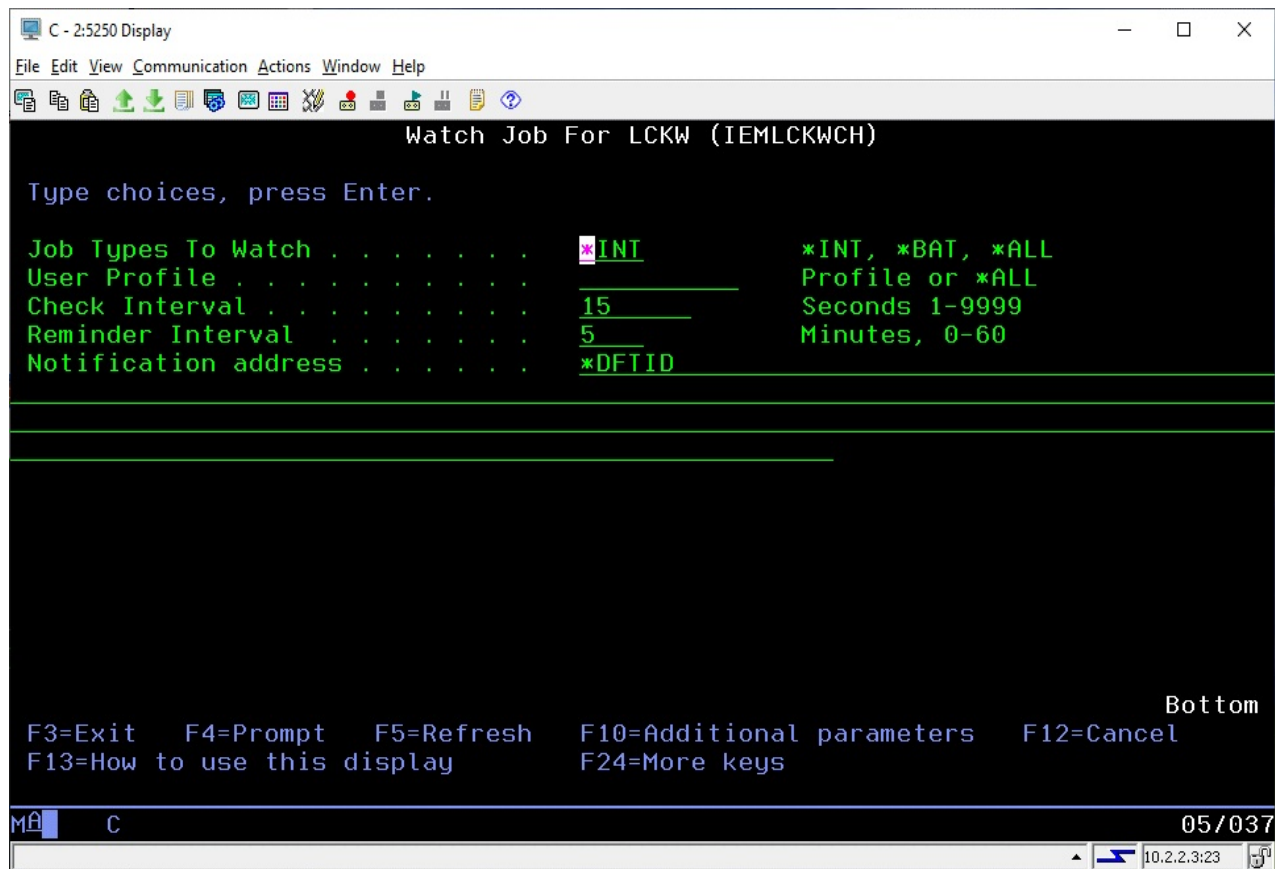 C - 2:5250 Display
File Edit View Communication Actions Window Help
Watch Job For LCKW (IEMLCKWCH)
Type choices, press Enter.
Job Types To Watch . . . . . . . *INT *INT, *BAT, *ALL
User Profile . . . . . . . . . . Profile or *ALL
Check Interval . . . . . . . . . 15 Seconds 1-9999
Reminder Interval . . . . . . . 5 Minutes, 0-60
Notification address . . . . . . *DFTID
Bottom
F3=Exit F4=Prompt F5=Refresh F10=Additional parameters F12=Cancel
F13=How to use this display F24=More keys
MA C 05/037
10.2.2.3:23